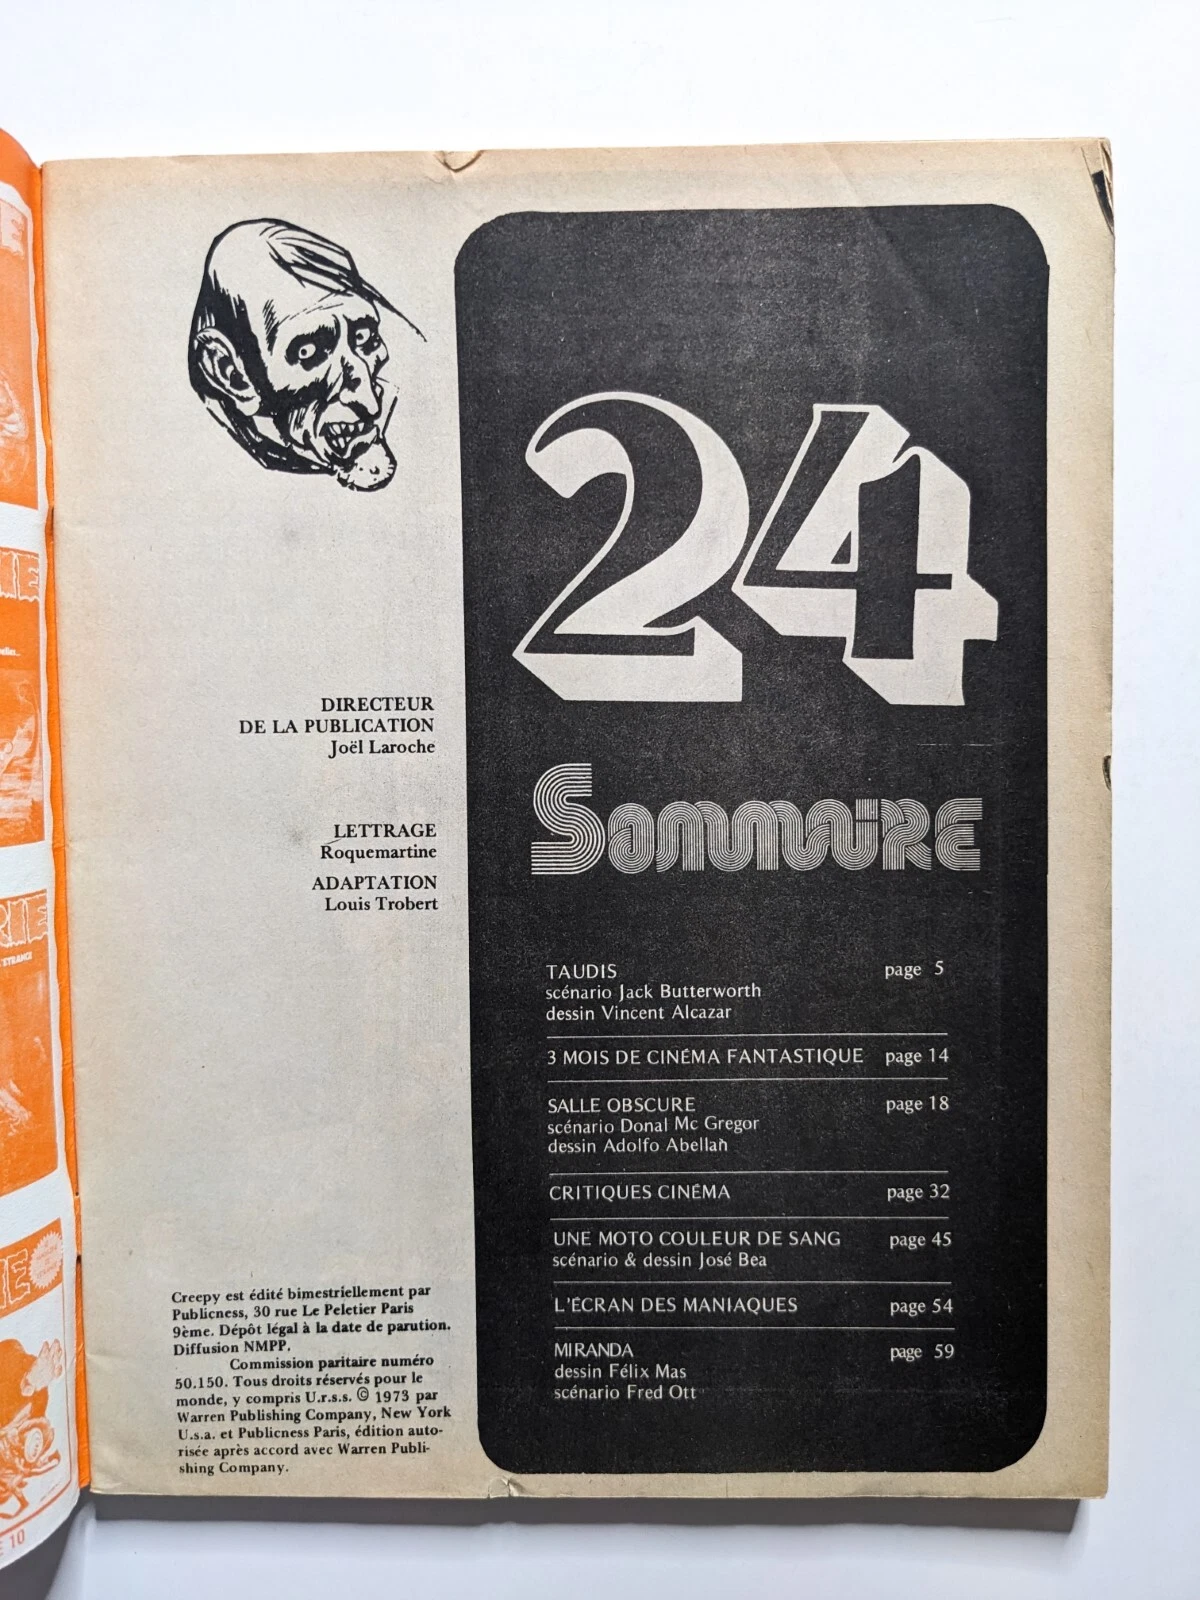 DIRECTEUR
DE LA PUBLICATION
Joël Laroche
LETTRAGE
Roquemartine
ADAPTATION
Louis Trobert
Creepy est édité bimestriellement par
Publicness, 30 rue Le Peletier Paris
9ème. Dépôt légal à la date de parution.
Diffusion NMPP.
Commission paritaire numéro
50.150. Tous droits réservés pour le
monde, y compris U.r.s.s. © 1973 par
Warren Publishing Company, New York
U.s.a. et Publicness Paris, édition auto-
risée après accord avec Warren Publi-
shing Company.
24
Sommaire
TAUDIS page 5
scénario Jack Butterworth
dessin Vincent Alcazar
3 MOIS DE CINÉMA FANTASTIQUE page 14
SALLE OBSCURE page 18
scénario Donal Mc Gregor
dessin Adolfo Abellan
CRITIQUES CINÉMA page 32
UNE MOTO COULEUR DE SANG page 45
scénario & dessin José Bea
L'ÉCRAN DES MANIAQUES page 54
MIRANDA page 59
dessin Félix Mas
scénario Fred Ott
STRANGE
10